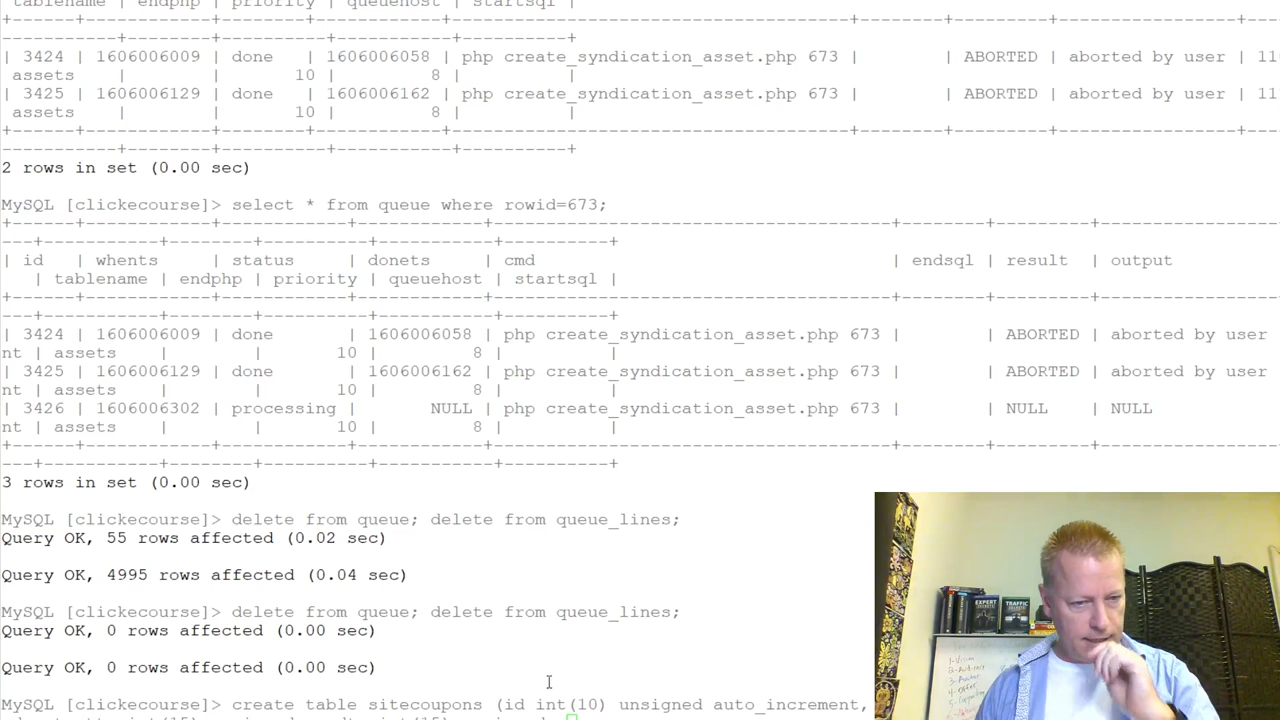 tablename | endphp | priority | queuehost | startsql |
+------+------------+--------+------------+-------------------------------------+--------+---------+-----------------+---
-----------+--------+----------+-----------+----------+
| 3424 | 1606006009 | done | 1606006058 | php create_syndication_asset.php 673 | | ABORTED | aborted by user | 11
assets | | 10 | 8 | |
| 3425 | 1606006129 | done | 1606006162 | php create_syndication_asset.php 673 | | ABORTED | aborted by user | 11
assets | | 10 | 8 | |
+------+------------+--------+------------+-------------------------------------+--------+---------+-----------------+---
-----------+--------+----------+-----------+----------+
2 rows in set (0.00 sec)
MySQL [clickecourse]> select * from queue where rowid=673;
+------+------------+------------+------------+--------------------------------------+--------+---------+----------------
---+-----------+--------+----------+-----------+----------+
| id | whents | status | donets | cmd | endsql | result | output
| tablename | endphp | priority | queuehost | startsql |
+------+------------+------------+------------+--------------------------------------+--------+---------+----------------
---+-----------+--------+----------+-----------+----------+
| 3424 | 1606006009 | done | 1606006058 | php create_syndication_asset.php 673 | | ABORTED | aborted by user
nt | assets | | 10 | 8 | |
| 3425 | 1606006129 | done | 1606006162 | php create_syndication_asset.php 673 | | ABORTED | aborted by user
nt | assets | | 10 | 8 | |
| 3426 | 1606006302 | processing | NULL | php create_syndication_asset.php 673 | | NULL | NULL
nt | assets | | 10 | 8 | |
+------+------------+------------+------------+--------------------------------------+--------+---------+----------------
---+-----------+--------+----------+-----------+----------+
3 rows in set (0.00 sec)
MySQL [clickecourse]> delete from queue; delete from queue_lines;
Query OK, 55 rows affected (0.02 sec)
Query OK, 4995 rows affected (0.04 sec)
MySQL [clickecourse]> delete from queue; delete from queue_lines;
Query OK, 0 rows affected (0.00 sec)
Query OK, 0 rows affected (0.00 sec)
MySQL [clickecourse]> create table sitecoupons (id int(10) unsigned auto_increment,
EXPERT
SECRETS
TRAFFIC
SECRETS